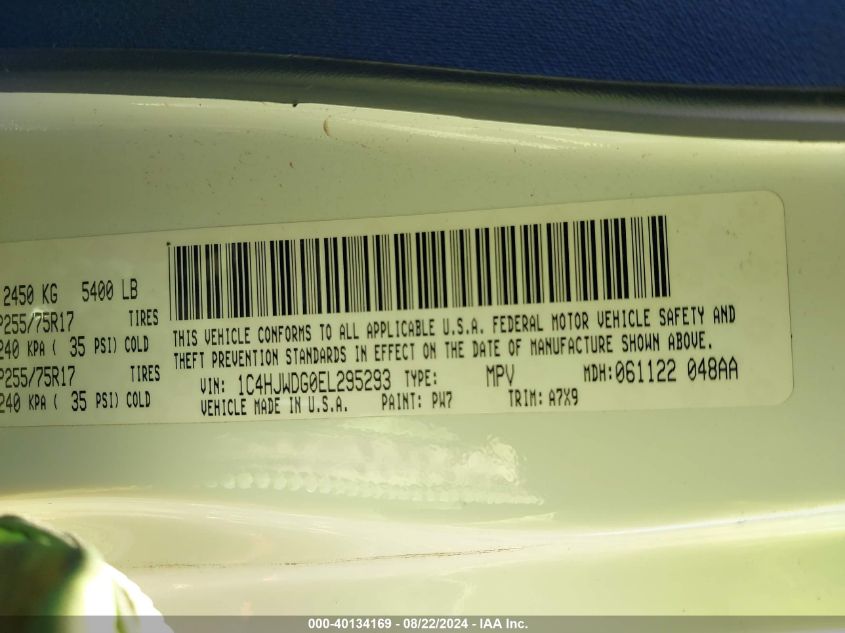 2450 KG 5400 LB
P255/75R17 TIRES
240 KPA ( 35 PSI) COLD
P255/75R17 TIRES
240 KPA ( 35 PSI) COLD
THIS VEHICLE CONFORMS TO ALL APPLICABLE U.S.A. FEDERAL MOTOR VEHICLE SAFETY AND
THEFT PREVENTION STANDARDS IN EFFECT ON THE DATE OF MANUFACTURE SHOWN ABOVE.
VIN: 1C4HJWDG0EL295293 TYPE: MPV MDH:061122 048AA
VEHICLE MADE IN U.S.A. PAINT: PW7 TRIM: A7X9
000-40134169 - 08/22/2024 - IAA Inc.